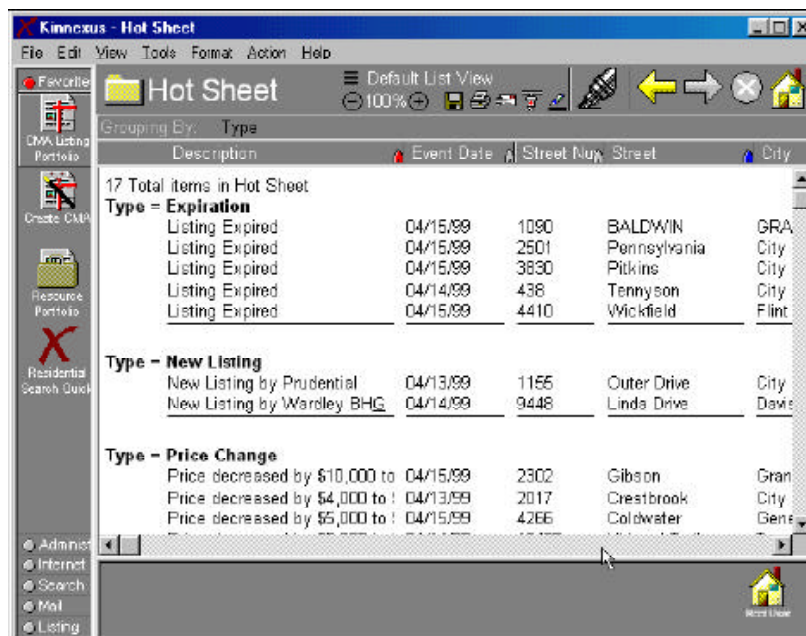 Kinnexus - Hot Sheet
File Edit View Tools Format Action Help
Favorite
Hot Sheet
Default List View
100%
Grouping By: Type
Description Event Date Street Num Street City
CMA Listing Portfolio
Create CMA
Resource Portfolio
Residential Search Quick
17 Total items in Hot Sheet
Type = Expiration
Listing Expired 04/15/99 1090 BALDWIN GRA
Listing Expired 04/15/99 2501 Pennsylvania City
Listing Expired 04/15/99 3830 Pitkins City
Listing Expired 04/14/99 438 Tennyson City
Listing Expired 04/15/99 4410 Wickfield Flint
Type = New Listing
New Listing by Prudential 04/13/99 1155 Outer Drive City
New Listing by Wardley BHG 04/14/99 9448 Linda Drive Davis
Type = Price Change
Price decreased by $10,000 to 04/15/99 2302 Gibson Gran
Price decreased by $4,000 to 04/13/99 2017 Crestbrook City
Price decreased by $5,000 to 04/15/99 4266 Coldwater Gene
Administ
Internet
Search
Mail
Listing